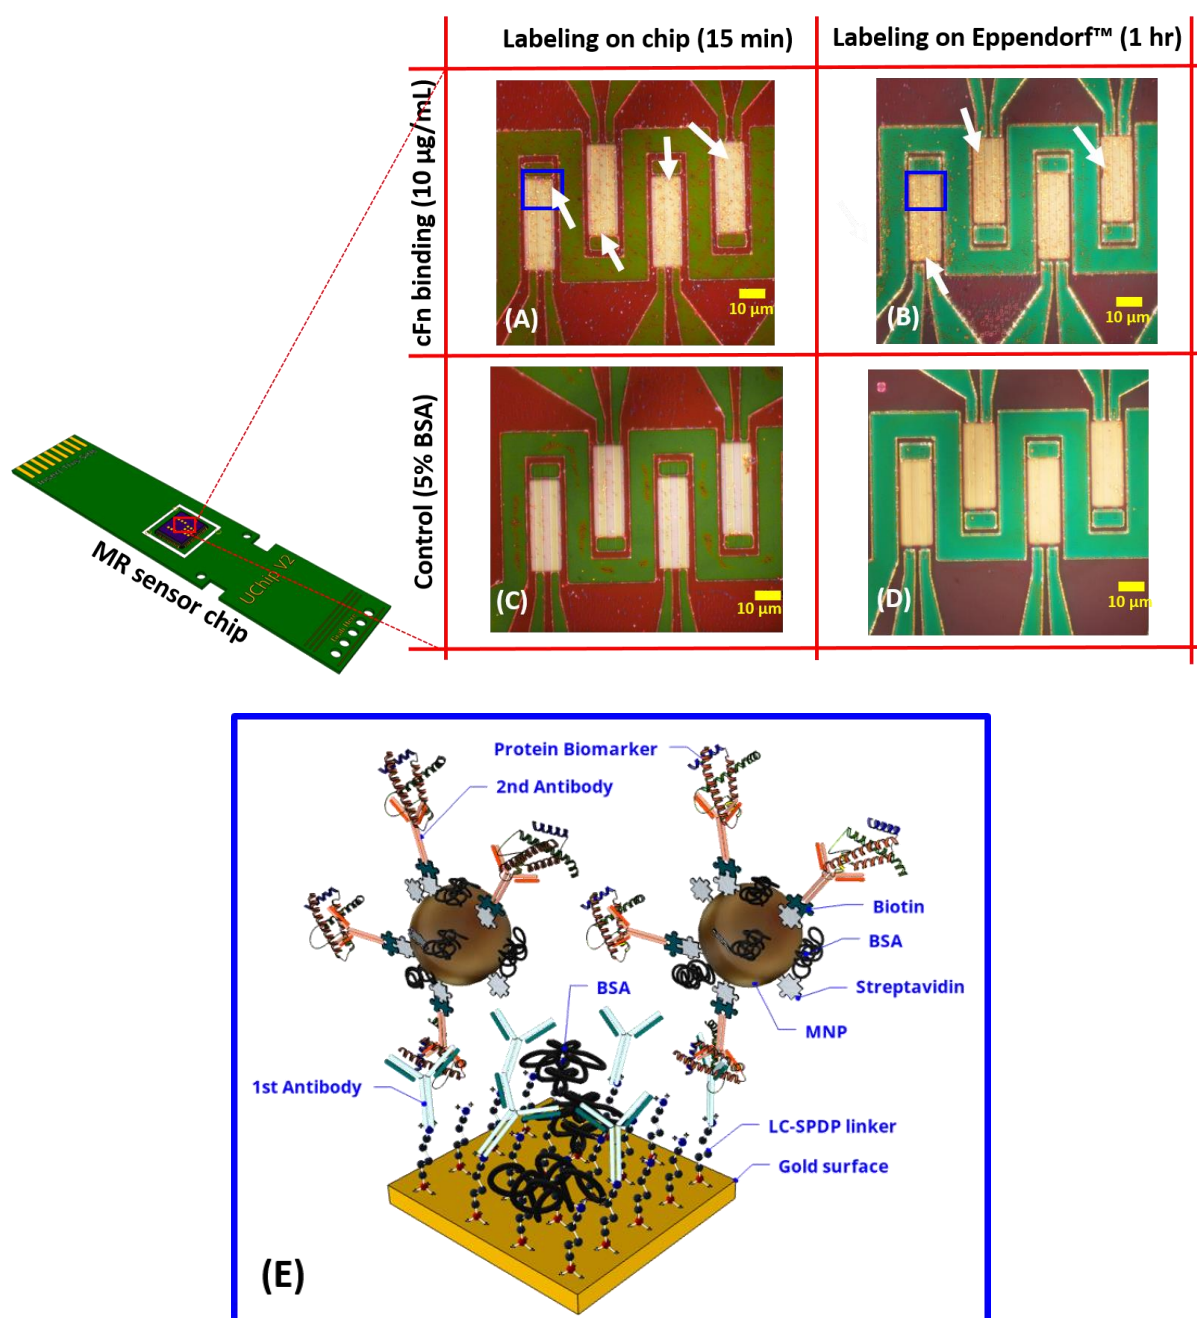 Labeling on chip (15 min)
Labeling on Eppendorf™ (1 hr)
cFn binding (10 µg/mL)
(A)
10 µm
(B)
10 µm
Control (5% BSA)
(C)
10 µm
(D)
10 µm
UChip V2
MR sensor chip
Protein Biomarker
2nd Antibody
Biotin
BSA
Streptavidin
BSA
MNP
1st Antibody
LC-SPDP linker
Gold surface
(E)